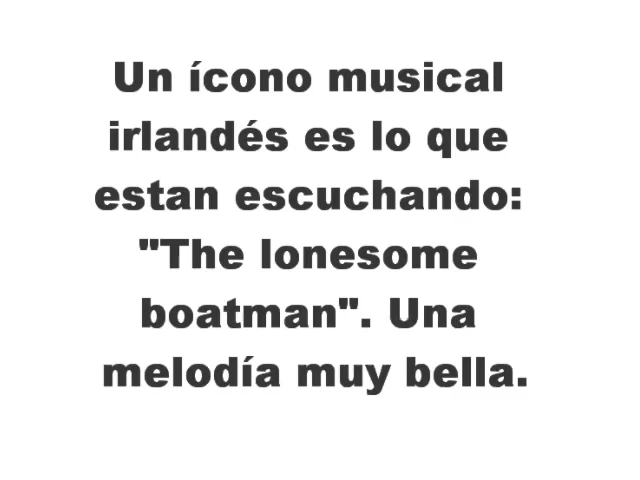 Un ícono musical
irlandés es lo que
estan escuchando:
"The lonesome
boatman". Una
melodía muy bella.